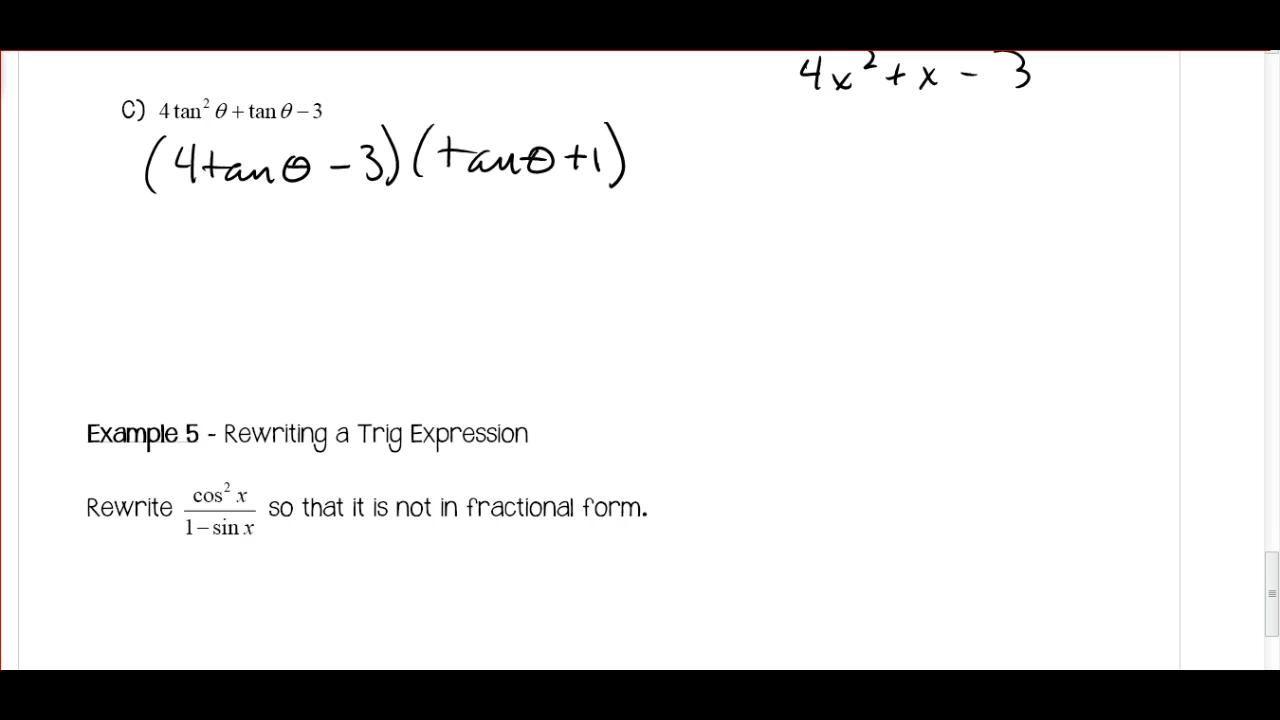 4x² + x - 3
C) 4 tan² θ + tan θ − 3
(4tanθ - 3)(tanθ + 1)
Example 5 - Rewriting a Trig Expression
Rewrite cos² x / 1 − sin x so that it is not in fractional form.